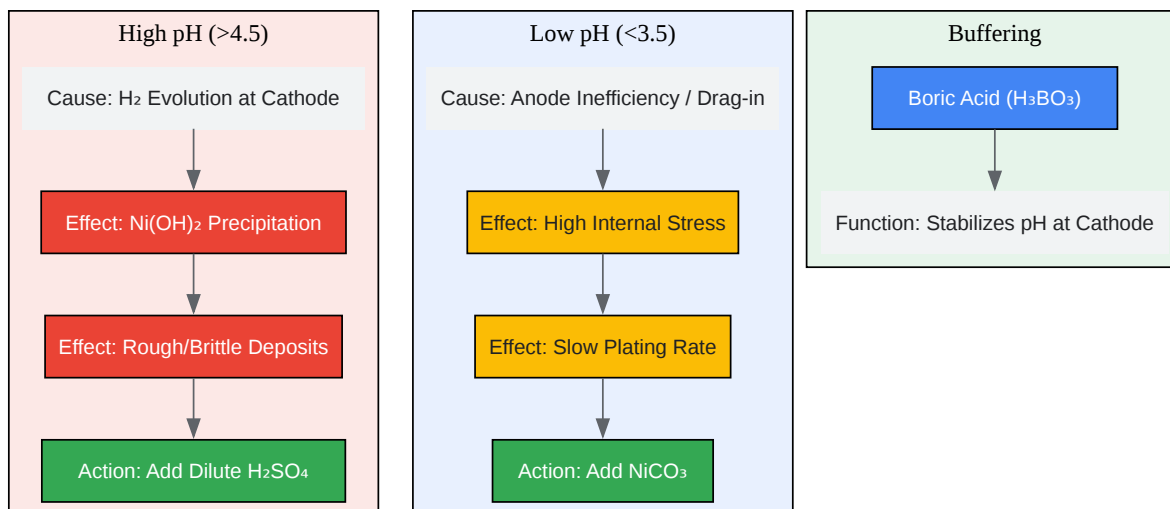 High pH (>4.5)
Cause: H₂ Evolution at Cathode
Effect: Ni(OH)₂ Precipitation
Effect: Rough/Brittle Deposits
Action: Add Dilute H₂SO₄
Low pH (<3.5)
Cause: Anode Inefficiency / Drag-in
Effect: High Internal Stress
Effect: Slow Plating Rate
Action: Add NiCO₃
Buffering
Boric Acid (H₃BO₃)
Function: Stabilizes pH at Cathode